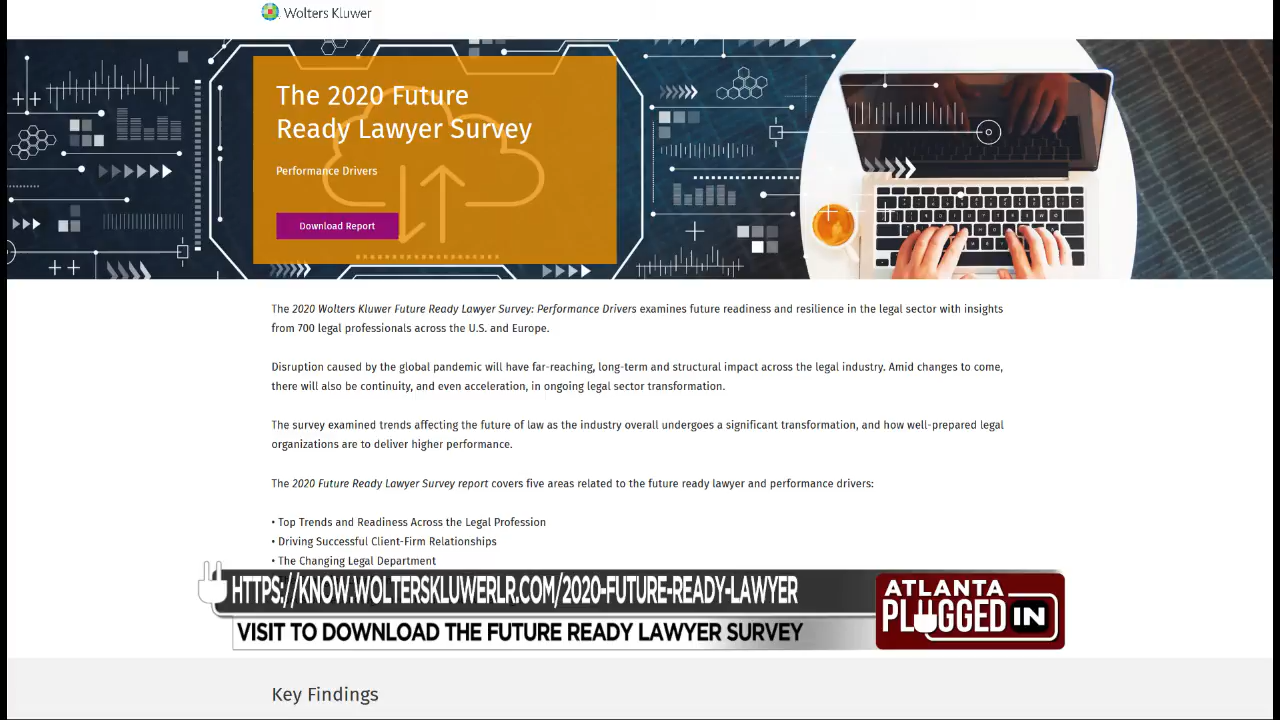 Wolters Kluwer
The 2020 Future
Ready Lawyer Survey
Performance Drivers
Download Report
The 2020 Wolters Kluwer Future Ready Lawyer Survey: Performance Drivers examines future readiness and resilience in the legal sector with insights
from 700 legal professionals across the U.S. and Europe.
Disruption caused by the global pandemic will have far-reaching, long-term and structural impact across the legal industry. Amid changes to come,
there will also be continuity, and even acceleration, in ongoing legal sector transformation.
The survey examined trends affecting the future of law as the industry overall undergoes a significant transformation, and how well-prepared legal
organizations are to deliver higher performance.
The 2020 Future Ready Lawyer Survey report covers five areas related to the future ready lawyer and performance drivers:
• Top Trends and Readiness Across the Legal Profession
• Driving Successful Client-Firm Relationships
• The Changing Legal Department
HTTPS://KNOW.WOLTERSKLUWERLR.COM/2020-FUTURE-READY-LAWYER
VISIT TO DOWNLOAD THE FUTURE READY LAWYER SURVEY
ATLANTA
PLUGGED IN
Key Findings